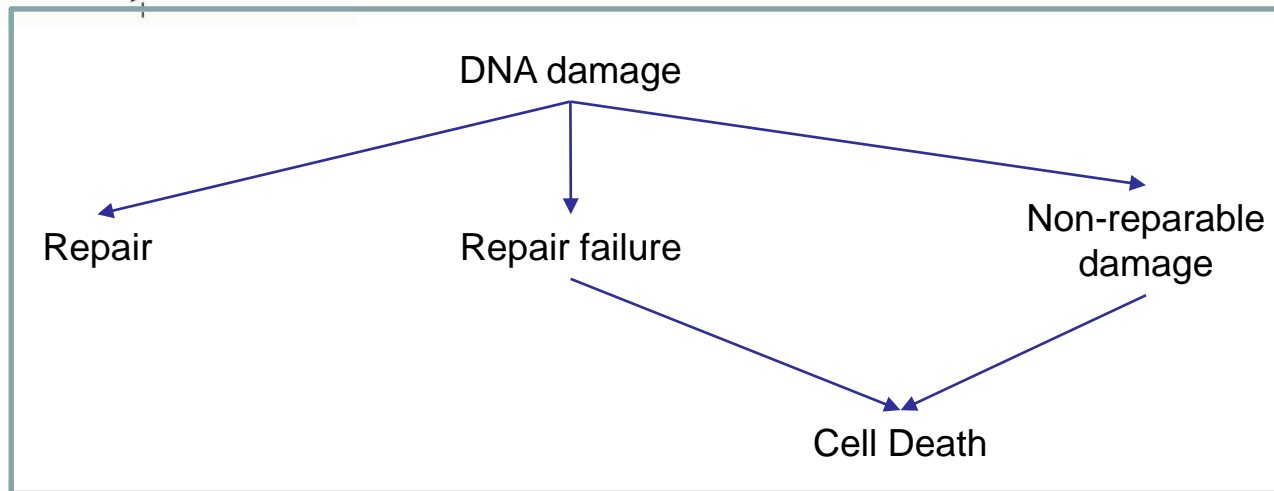 DNA damage
Repair
Repair failure
Non-reparable
damage
Cell Death